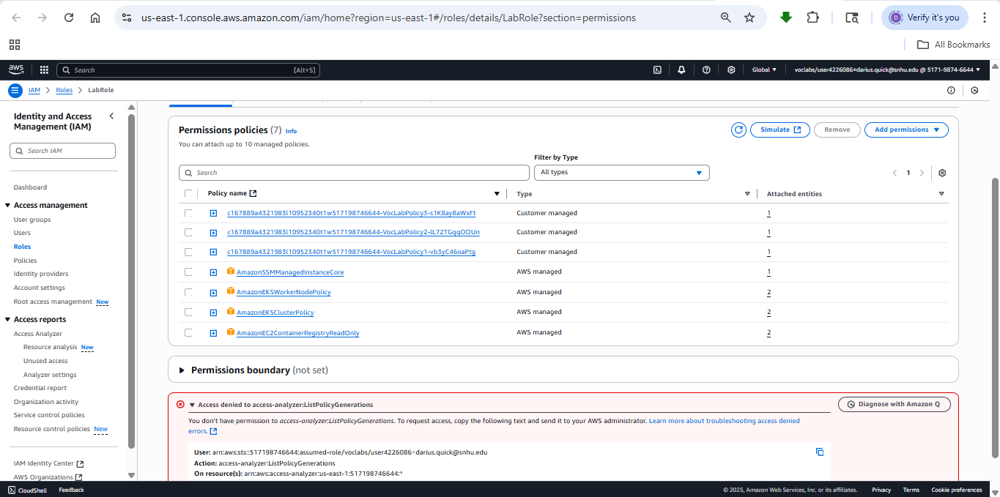 us-east-1.console.aws.amazon.com/iam/home?region=us-east-1#/roles/details/LabRole?section=permissions
D
Verify it's you
All Bookmarks
aws
Search
[Alt+S]
Global
voclabs/user4226086=darius.quick@snhu.edu @ 5171-9874-6644
IAM
Roles
LabRole
Identity and Access Management (IAM)
Search IAM
Dashboard
Access management
User groups
Users
Roles
Policies
Identity providers
Account settings
Root access management New
Access reports
Access Analyzer
Resource analysis New
Unused access
Analyzer settings
Credential report
Organization activity
Service control policies
Resource control policies New
IAM Identity Center
AWS Organizations
Permissions policies (7) Info
You can attach up to 10 managed policies.
Simulate
Remove
Add permissions
Filter by Type
Search
All types
1
Policy name
Type
Attached entities
c167889a4321983l10952340t1w517198746644-VocLabPolicy3-s1K8ay8aWxFt
Customer managed
1
c167889a4321983l10952340t1w517198746644-VocLabPolicy2-lL72TGqqOOUn
Customer managed
1
c167889a4321983l10952340t1w517198746644-VocLabPolicy1-vb3yC46oaPtg
Customer managed
1
AmazonSSMManagedInstanceCore
AWS managed
1
AmazonEKSWorkerNodePolicy
AWS managed
2
AmazonEKSClusterPolicy
AWS managed
2
AmazonEC2ContainerRegistryReadOnly
AWS managed
2
Permissions boundary (not set)
Access denied to access-analyzer:ListPolicyGenerations
Diagnose with Amazon Q
You don't have permission to access-analyzer:ListPolicyGenerations. To request access, copy the following text and send it to your AWS administrator. Learn more about troubleshooting access denied
errors.
User: arn:aws:sts::517198746644:assumed-role/voclabs/user4226086=darius.quick@snhu.edu
Action: access-analyzer:ListPolicyGenerations
On resource(s): arn:aws:access-analyzer:us-east-1:517198746644:*
CloudShell
Feedback
© 2025, Amazon Web Services, Inc. or its affiliates.
Privacy
Terms
Cookie preferences